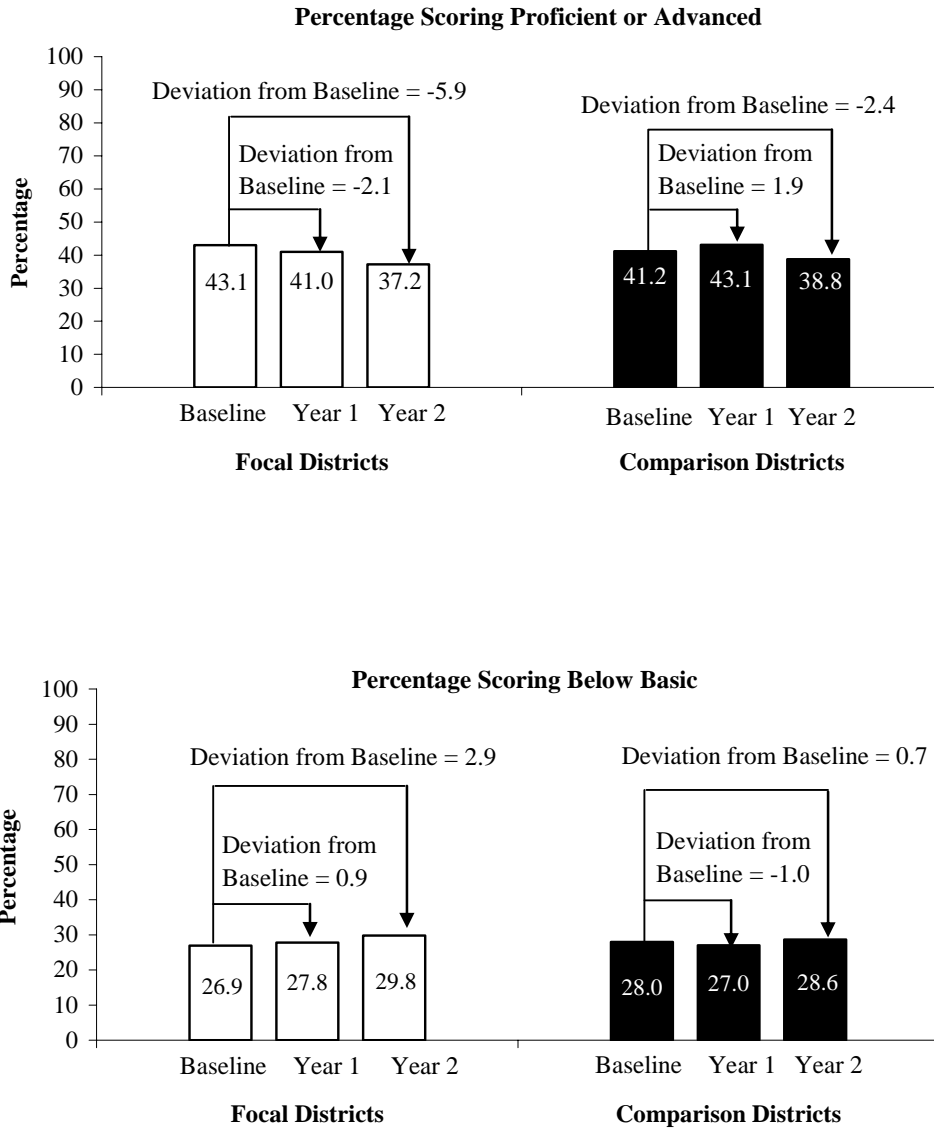 Percentage Scoring Proficient or Advanced
100
90
80
70
60
50
40
30
20
10
0
Percentage
Deviation from Baseline = -5.9
Deviation from
Baseline = -2.1
43.1
41.0
37.2
Baseline Year 1 Year 2
Focal Districts
Deviation from Baseline = -2.4
Deviation from
Baseline = 1.9
41.2
43.1
38.8
Baseline Year 1 Year 2
Comparison Districts
Percentage Scoring Below Basic
100
90
80
70
60
50
40
30
20
10
0
Percentage
Deviation from Baseline = 2.9
Deviation from
Baseline = 0.9
26.9
27.8
29.8
Baseline Year 1 Year 2
Focal Districts
Deviation from Baseline = 0.7
Deviation from
Baseline = -1.0
28.0
27.0
28.6
Baseline Year 1 Year 2
Comparison Districts